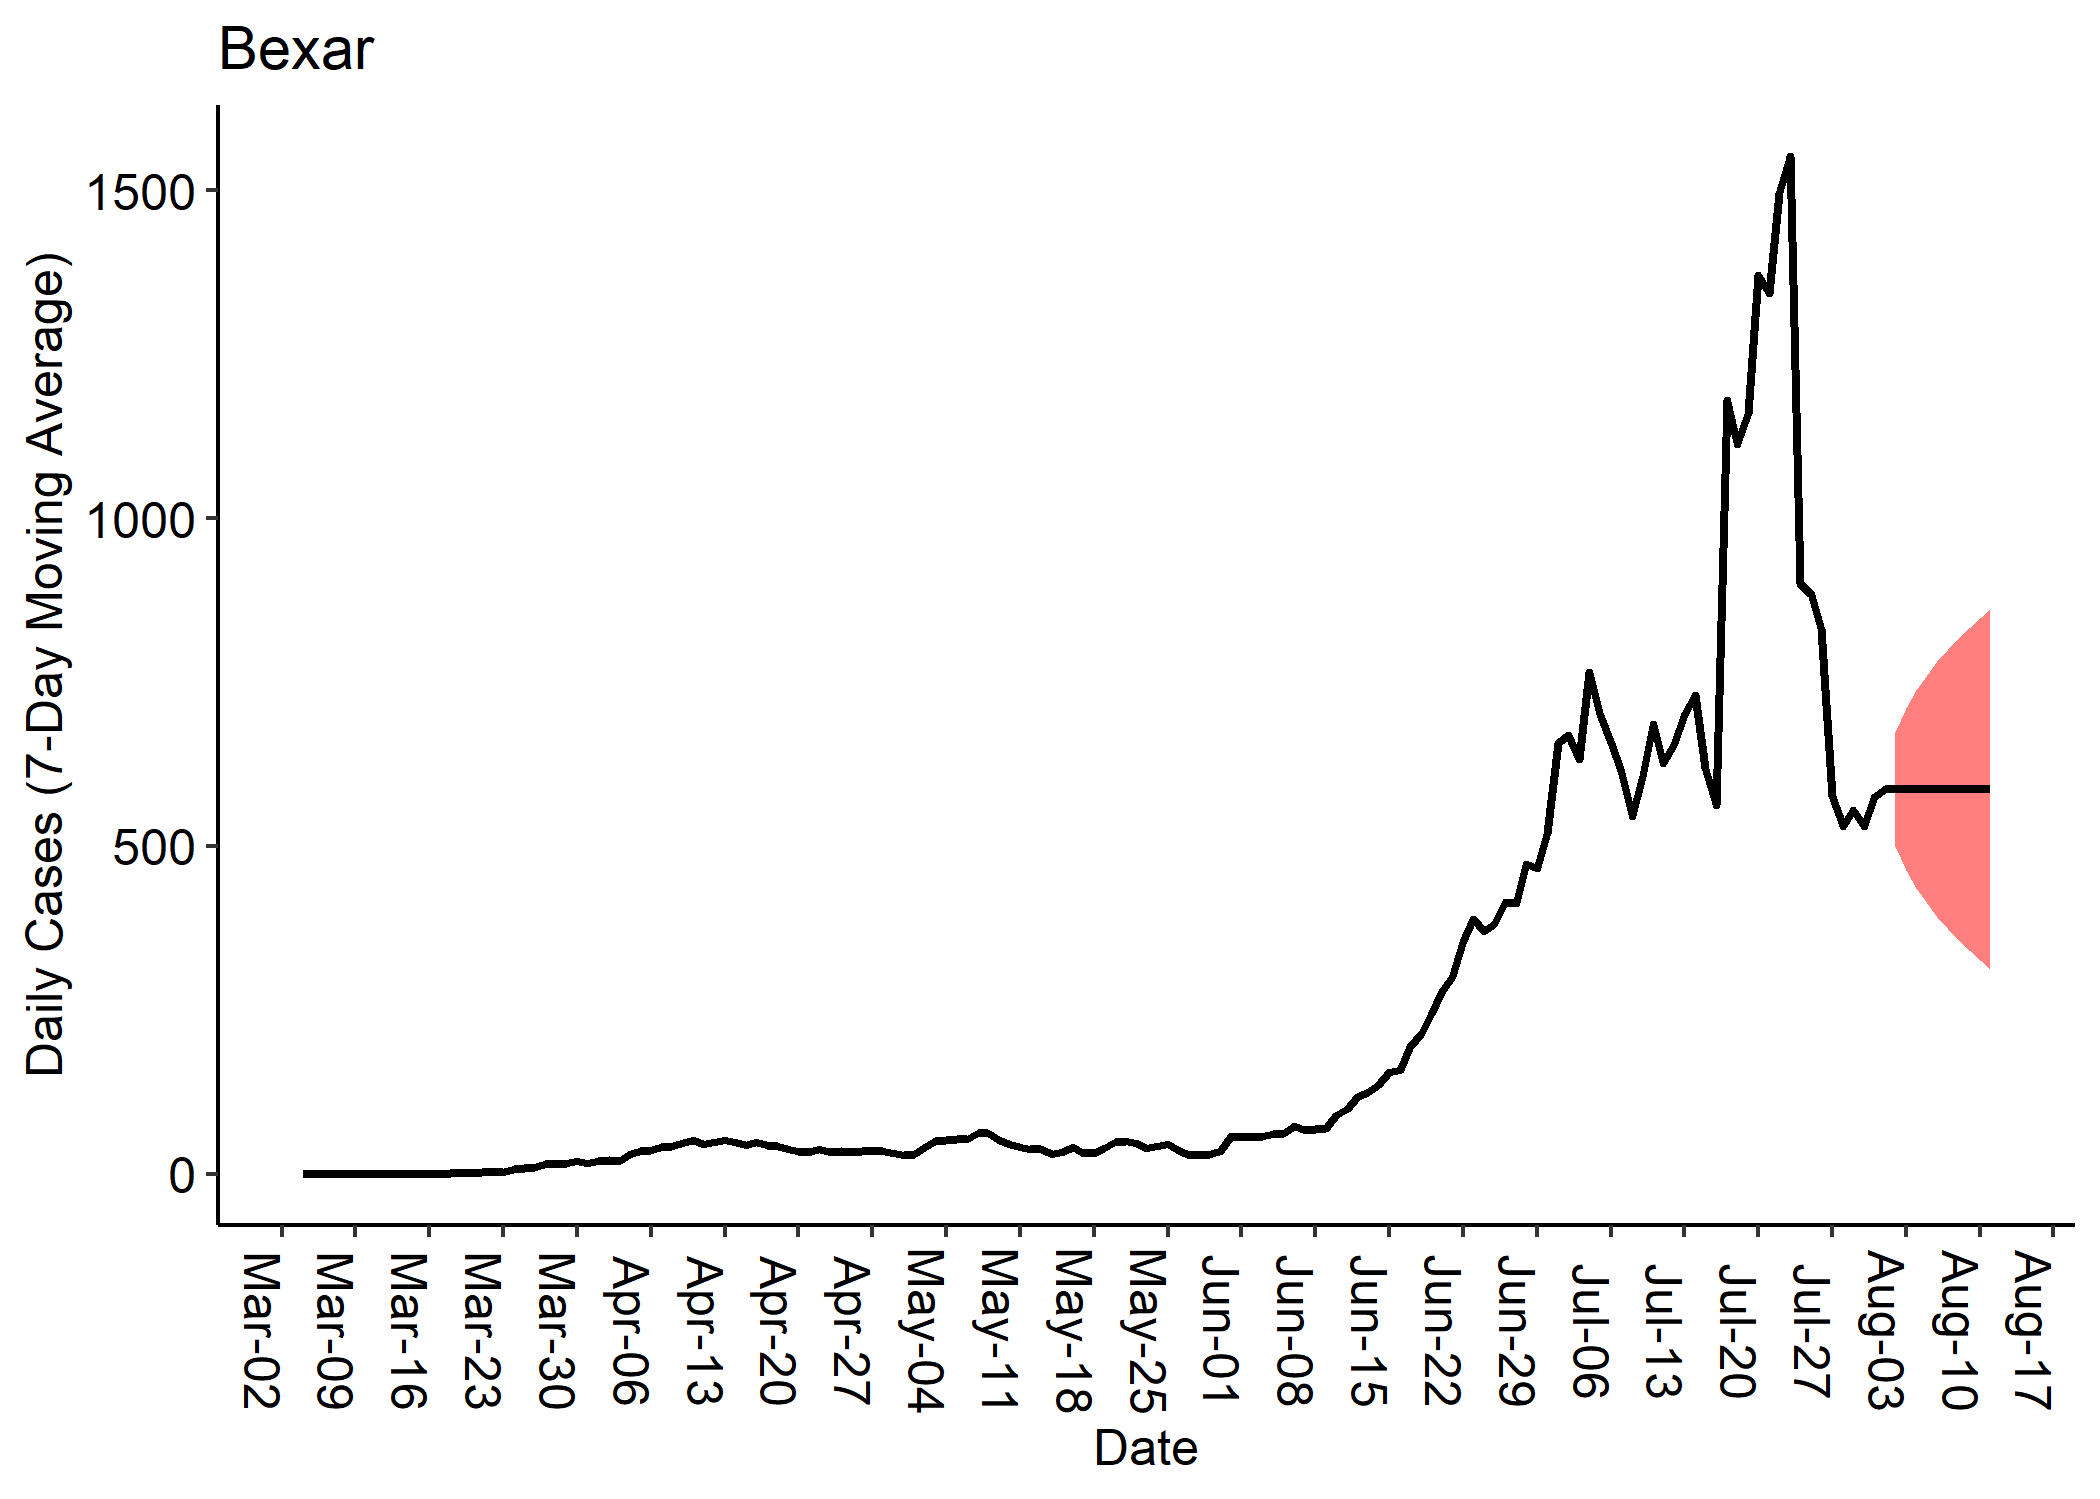 Bexar
Daily Cases (7-Day Moving Average)
1500
1000
500
0
Mar-02
Mar-09
Mar-16
Mar-23
Mar-30
Apr-06
Apr-13
Apr-20
Apr-27
May-04
May-11
May-18
May-25
Jun-01
Jun-08
Jun-15
Jun-22
Jun-29
Jul-06
Jul-13
Jul-20
Jul-27
Aug-03
Aug-10
Aug-17
Date